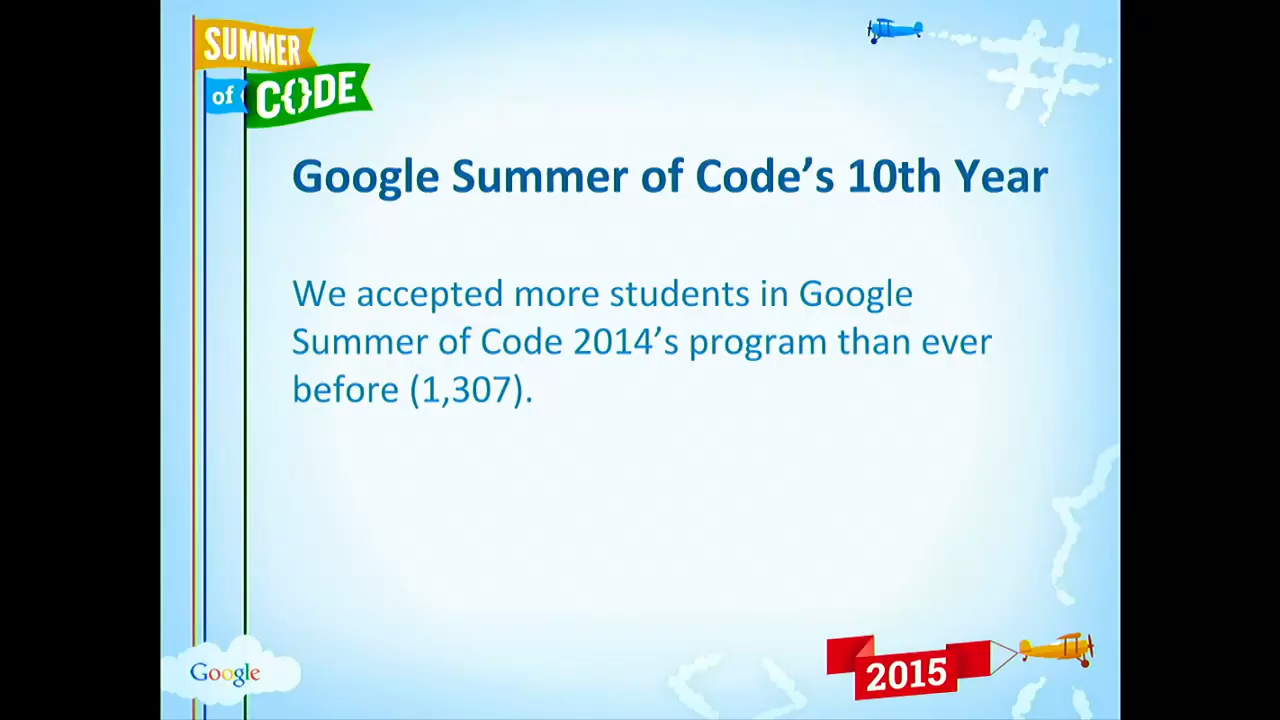 SUMMER
of CODE
Google Summer of Code’s 10th Year
We accepted more students in Google
Summer of Code 2014’s program than ever
before (1,307).
Google
2015